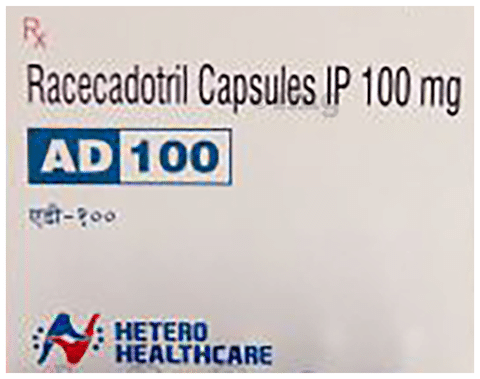 Rx
Racecadotril Capsules IP 100 mg
AD 100
एडी-१००
HETERO
HEALTHCARE